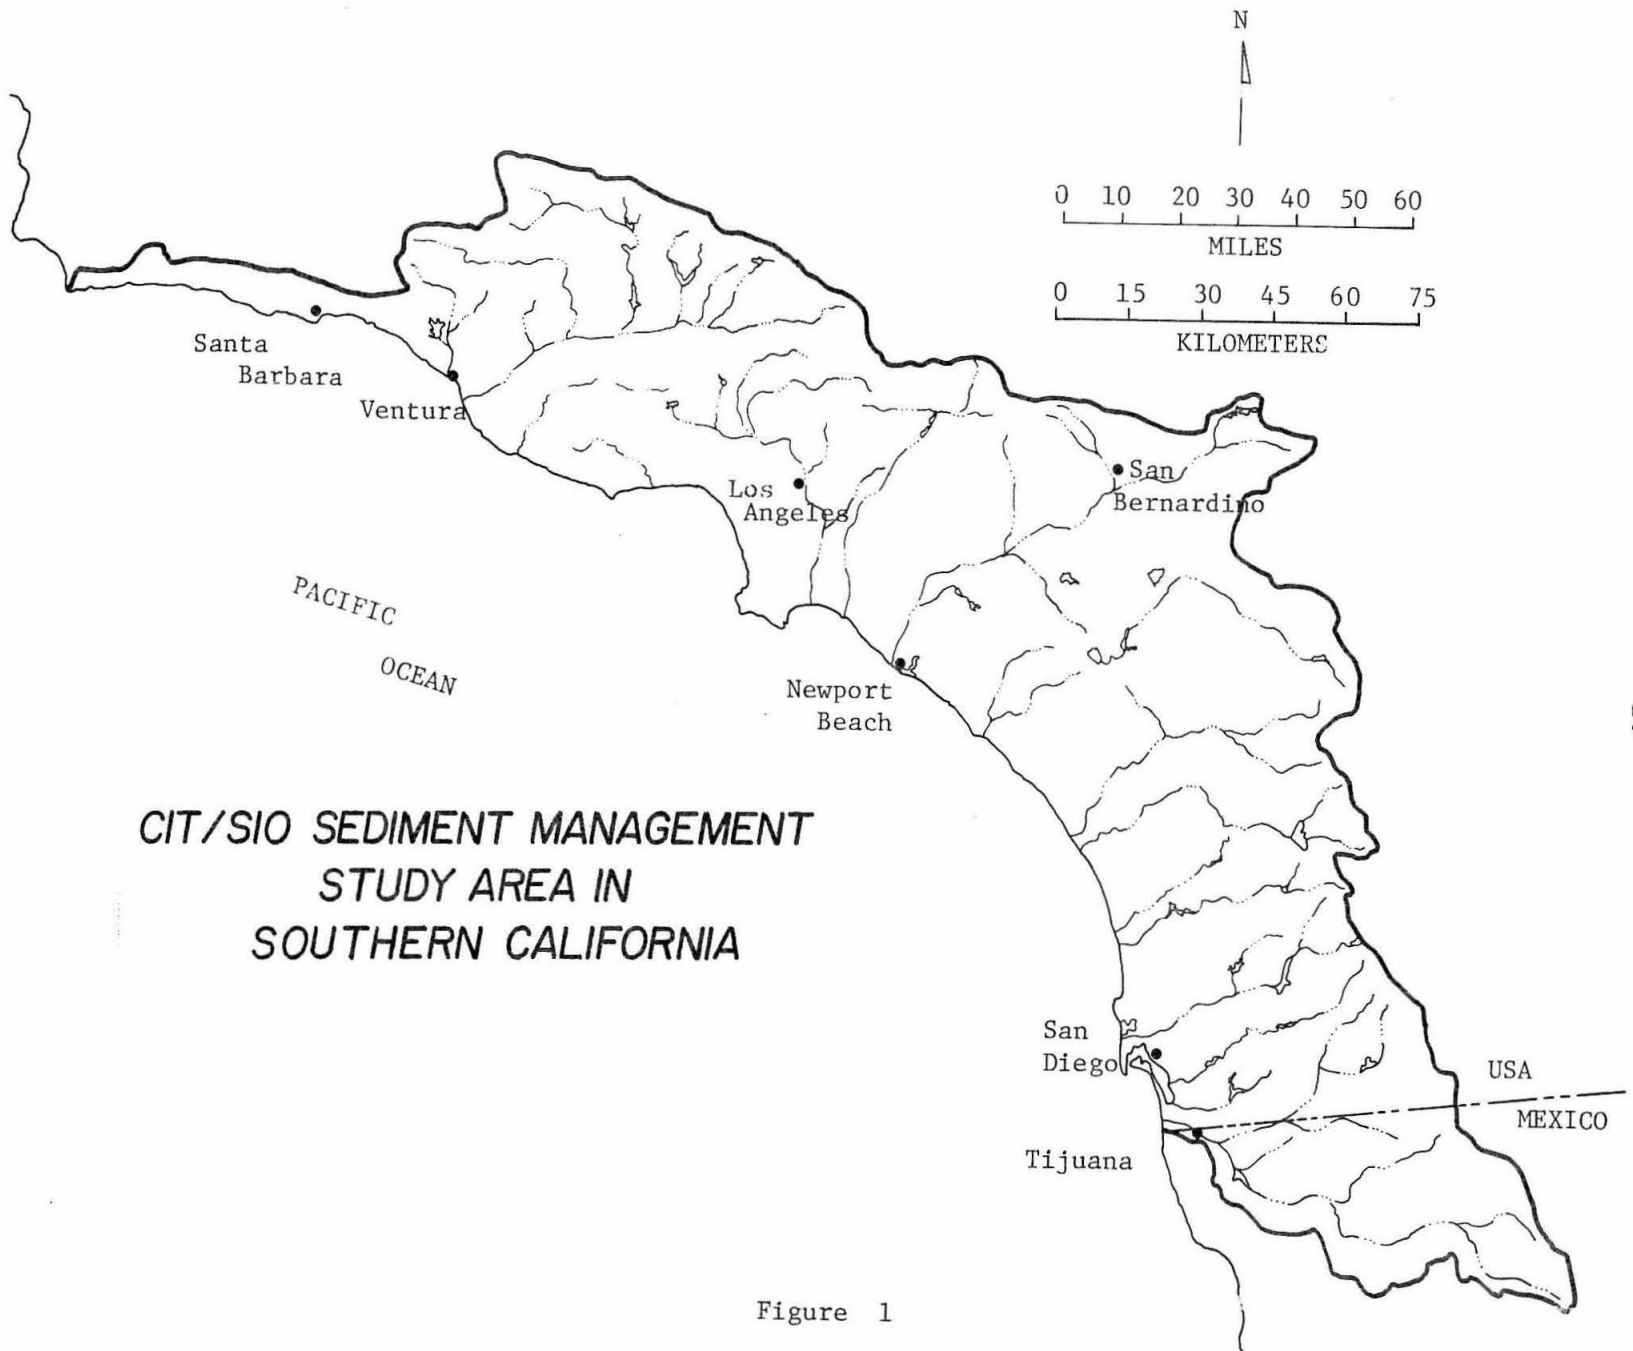 N
0 10 20 30 40 50 60
MILES
0 15 30 45 60 75
KILOMETERS
Santa
Barbara
Ventura
Los
Angeles
San
Bernardino
PACIFIC
OCEAN
Newport
Beach
CIT/SIO SEDIMENT MANAGEMENT
STUDY AREA IN
SOUTHERN CALIFORNIA
San
Diego
USA
MEXICO
Tijuana
Figure 1